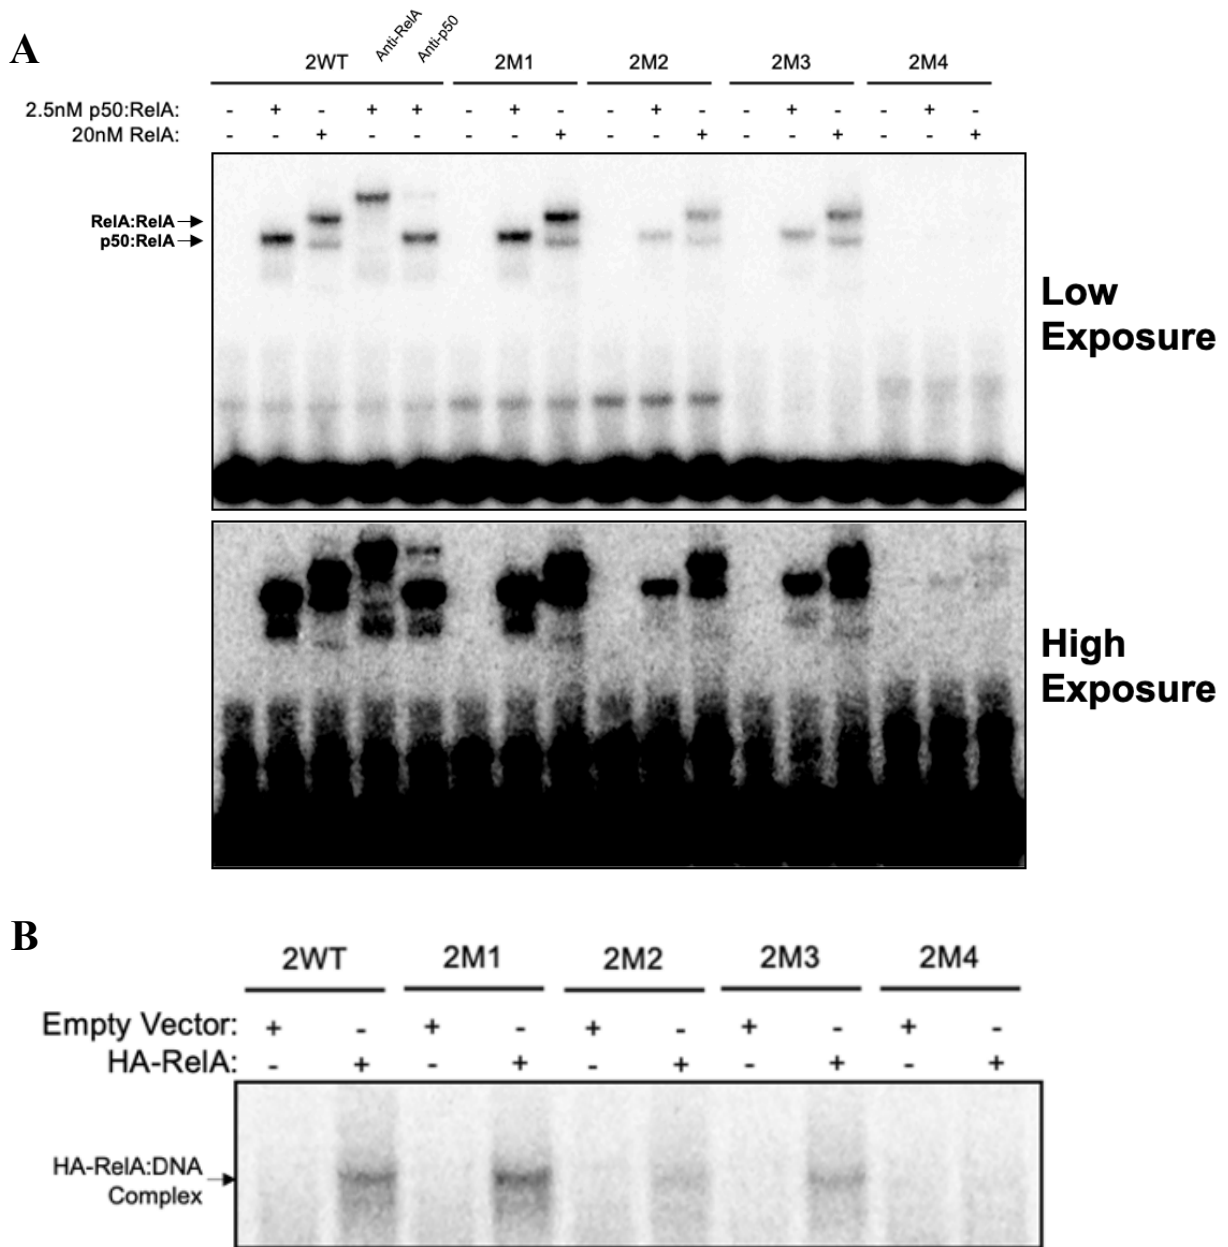 A
Anti-RelA
Anti-p50
2WT 2M1 2M2 2M3 2M4
2.5nM p50:RelA: - + - + + - + - - + - - + - - + -
20nM RelA: - - + - - - - + - - + - - + - - +
RelA:RelA
p50:RelA
Low
Exposure
High
Exposure
B
2WT 2M1 2M2 2M3 2M4
Empty Vector: + - + - + - + - + -
HA-RelA: - + - + - + - + - +
HA-RelA:DNA
Complex